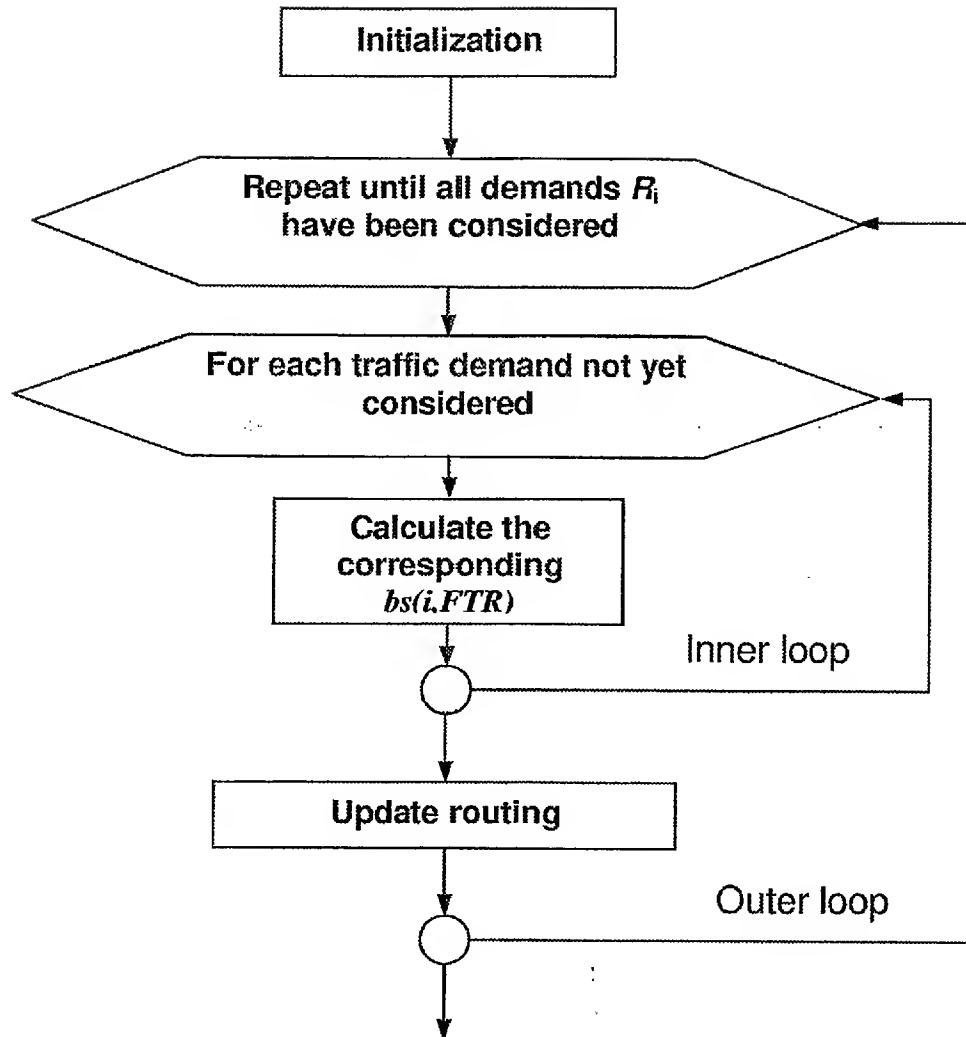 Initialization
Repeat until all demands Ri
have been considered
For each traffic demand not yet
considered
Calculate the
corresponding
bs(i,FTR)
Inner loop
Update routing
Outer loop